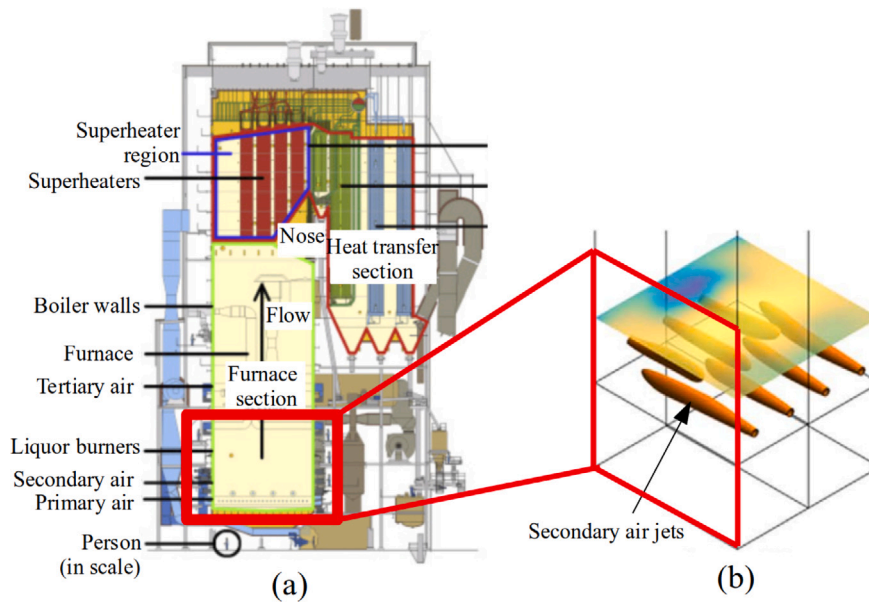 Superheater
region
Superheaters
Nose
Heat transfer
section
Boiler walls
Flow
Furnace
Tertiary air
Furnace
section
Liquor burners
Secondary air
Primary air
Person
(in scale)
(a)
Secondary air jets
(b)